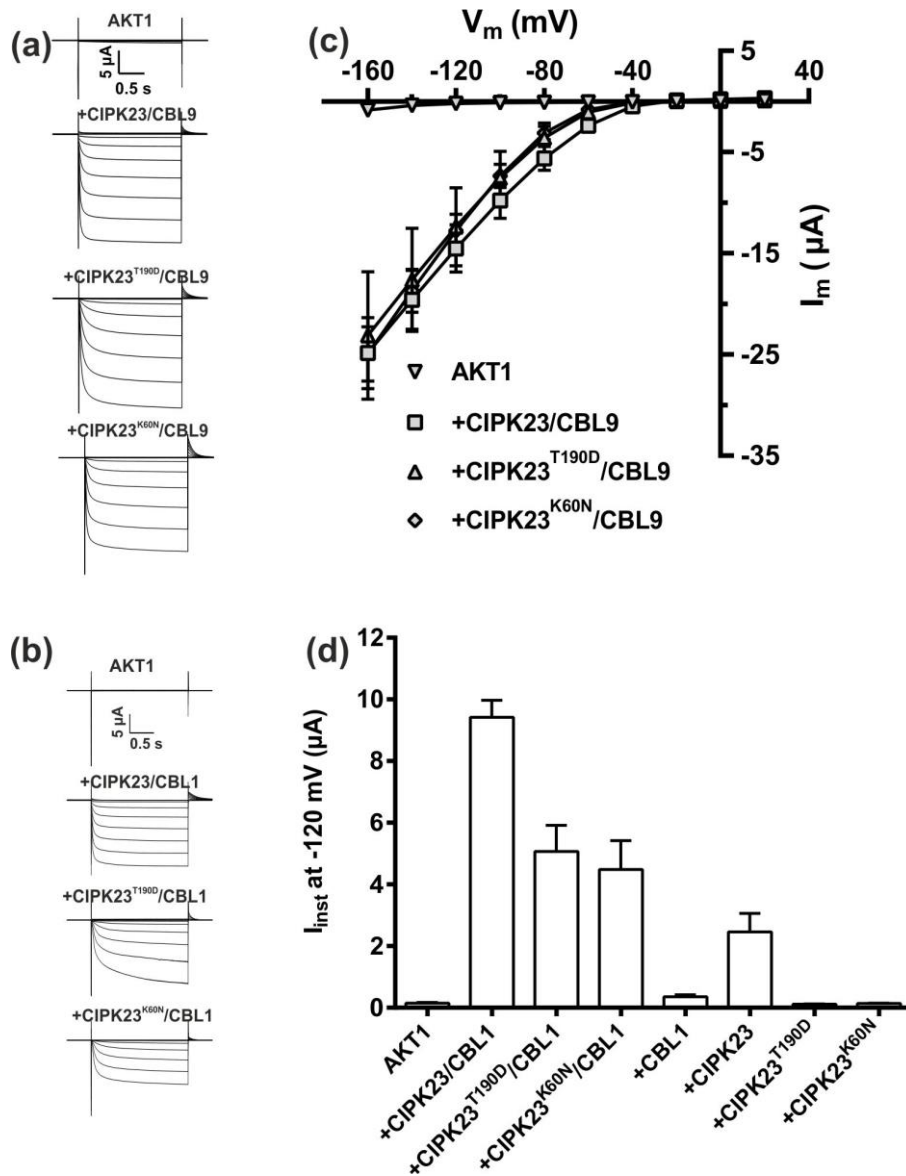 (a)
AKT1
5 µA
0.5 s
+CIPK23/CBL9
+CIPK23T190D/CBL9
+CIPK23K60N/CBL9
(c)
Vm (mV)
-160 -120 -80 -40 40
5
-5
-15
-25
-35
Im ( µA)
AKT1
+CIPK23/CBL9
+CIPK23T190D/CBL9
+CIPK23K60N/CBL9
(b)
AKT1
5 µA
0.5 s
+CIPK23/CBL1
+CIPK23T190D/CBL1
+CIPK23K60N/CBL1
(d)
Iinst at -120 mV (µA)
12
10
8
6
4
2
0
AKT1
+CIPK23/CBL1
+CIPK23T190D/CBL1
+CIPK23K60N/CBL1
+CBL1
+CIPK23
+CIPK23T190D
+CIPK23K60N